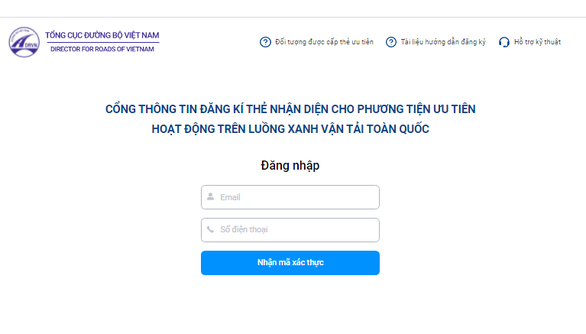 DRVN
TỔNG CỤC ĐƯỜNG BỘ VIỆT NAM
DIRECTOR FOR ROADS OF VIETNAM
Đối tượng được cấp thẻ ưu tiên
Tài liệu hướng dẫn đăng ký
Hỗ trợ kỹ thuật
CỔNG THÔNG TIN ĐĂNG KÍ THẺ NHẬN DIỆN CHO PHƯƠNG TIỆN ƯU TIÊN
HOẠT ĐỘNG TRÊN LUỒNG XANH VẬN TẢI TOÀN QUỐC
Đăng nhập
Email
Số điện thoại
Nhận mã xác thực